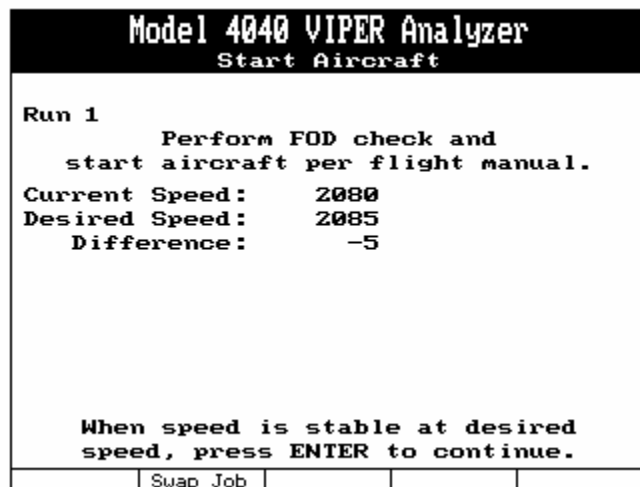 Model 4040 VIPER Analyzer
Start Aircraft
Run 1
Perform FOD check and
start aircraft per flight manual.
Current Speed: 2080
Desired Speed: 2085
Difference: -5
When speed is stable at desired
speed, press ENTER to continue.
Swap Job